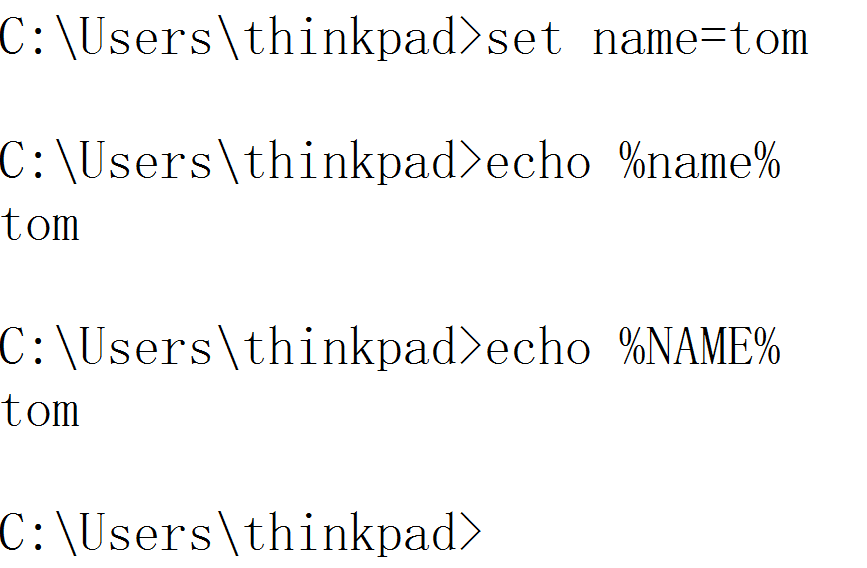 C:\Users\thinkpad>set name=tom
C:\Users\thinkpad>echo %name%
tom
C:\Users\thinkpad>echo %NAME%
tom
C:\Users\thinkpad>